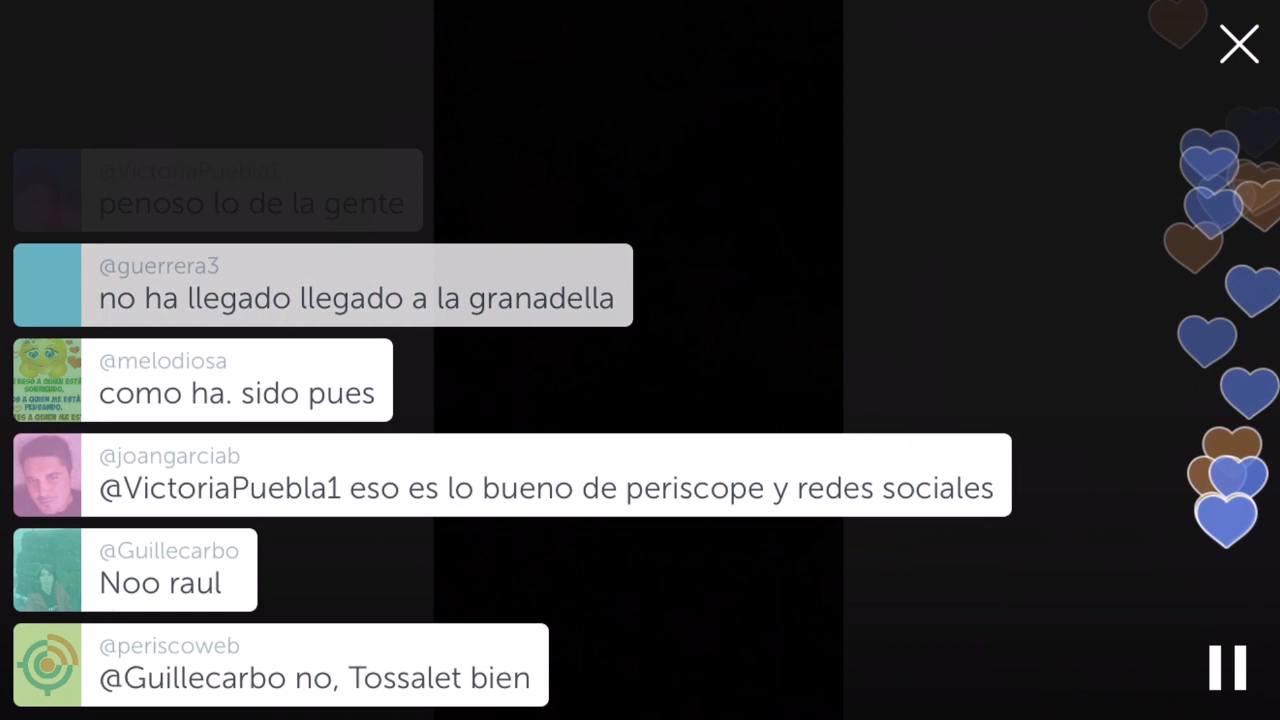 @VictoriaPuebla1
penoso lo de la gente
@guerrera3
no ha llegado llegado a la granadella
@melodiosa
como ha. sido pues
@joangarciab
@VictoriaPuebla1 eso es lo bueno de periscope y redes sociales
@Guillecarbo
Noo raul
@periscoweb
@Guillecarbo no, Tossalet bien